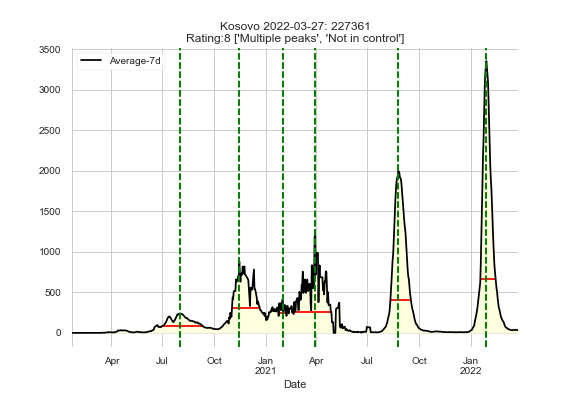 Kosovo 2022-03-27: 227361
Rating:8 ['Multiple peaks', 'Not in control']
Average-7d
3500
3000
2500
2000
1500
1000
500
0
Apr Jul Oct Jan Apr Jul Oct Jan
2021 2022
Date